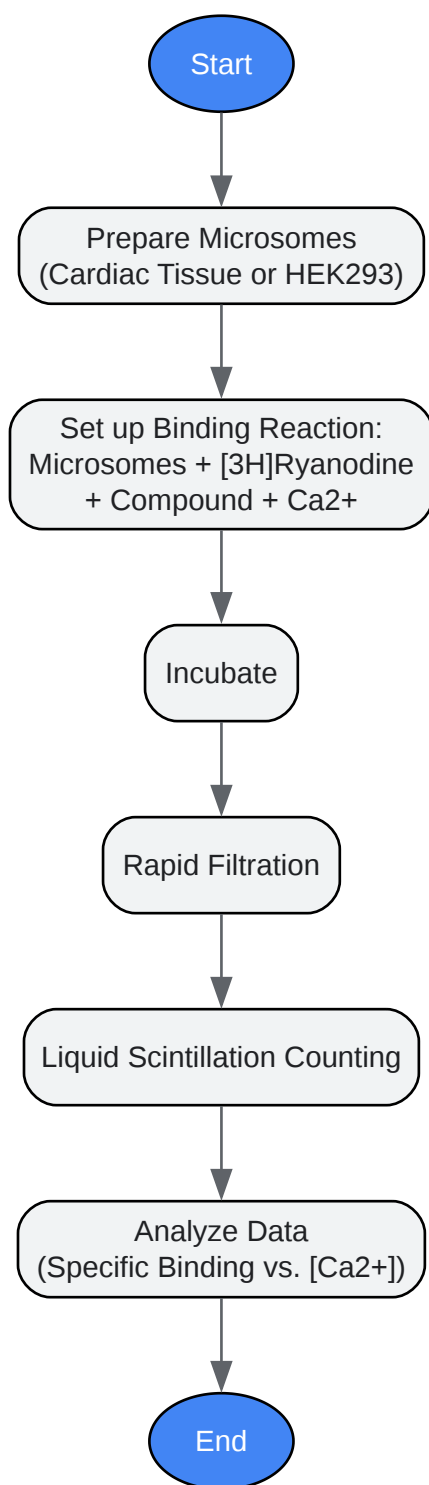 Start
Prepare Microsomes
(Cardiac Tissue or HEK293)
Set up Binding Reaction:
Microsomes + [3H]Ryanodine
+ Compound + Ca2+
Incubate
Rapid Filtration
Liquid Scintillation Counting
Analyze Data
(Specific Binding vs. [Ca2+])
End